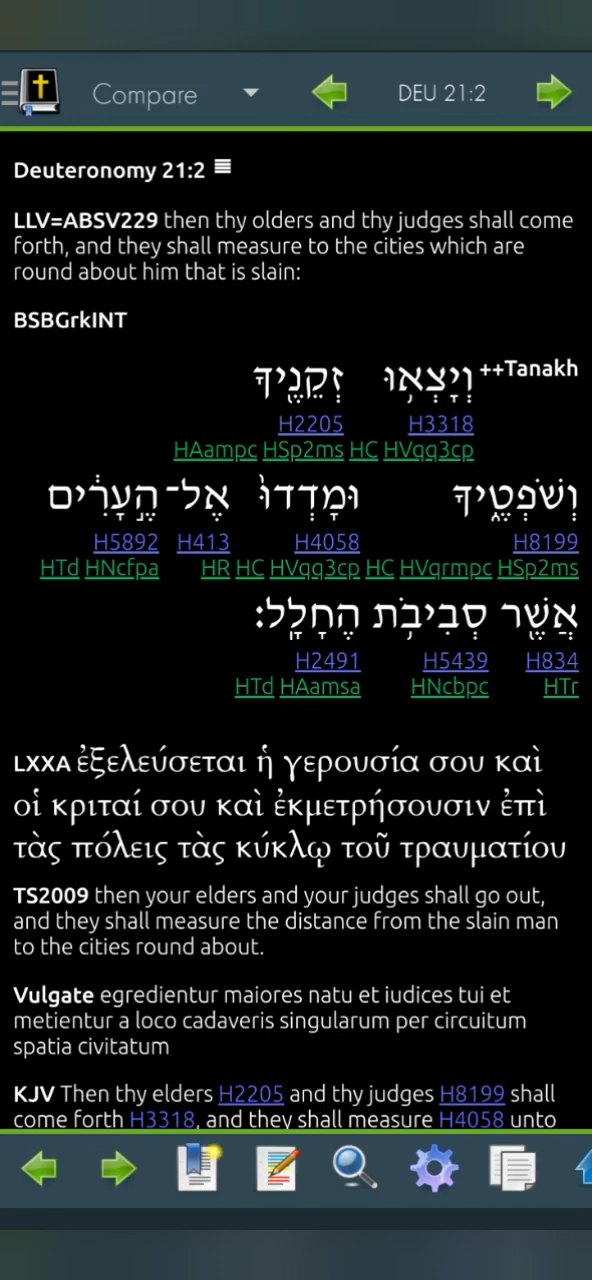 Compare
DEU 21:2
Deuteronomy 21:2
LLV=ABSV229 then thy olders and thy judges shall come
forth, and they shall measure to the cities which are
round about him that is slain:
BSBGrkINT
++Tanakh וְיָצְא֥וּ זְקֵנֶ֖יךָ
H2205 H3318
HAampc HSp2ms HC HVqq3cp
וְשֹׁפְטֶ֑יךָ וּמָדְדוּ֙ אֶל־ הֶ֣עָרִ֔ים
H5892 H413 H4058 H8199
HTd HNcfpa HR HC HVqq3cp HC HVqrmpc HSp2ms
אֲשֶׁ֖ר סְבִיבֹ֥ת הֶחָלָֽל׃
H2491 H5439 H834
HTd HAamsa HNcbpc HTr
LXXA ἐξελεύσεται ἡ γερουσία σου καὶ
οἱ κριταί σου καὶ ἐκμετρήσουσιν ἐπὶ
τὰς πόλεις τὰς κύκλῳ τοῦ τραυματίου
TS2009 then your elders and your judges shall go out,
and they shall measure the distance from the slain man
to the cities round about.
Vulgate egredientur maiores natu et iudices tui et
metientur a loco cadaveris singularum per circuitum
spatia civitatum
KJV Then thy elders H2205 and thy judges H8199 shall
come forth H3318, and they shall measure H4058 unto